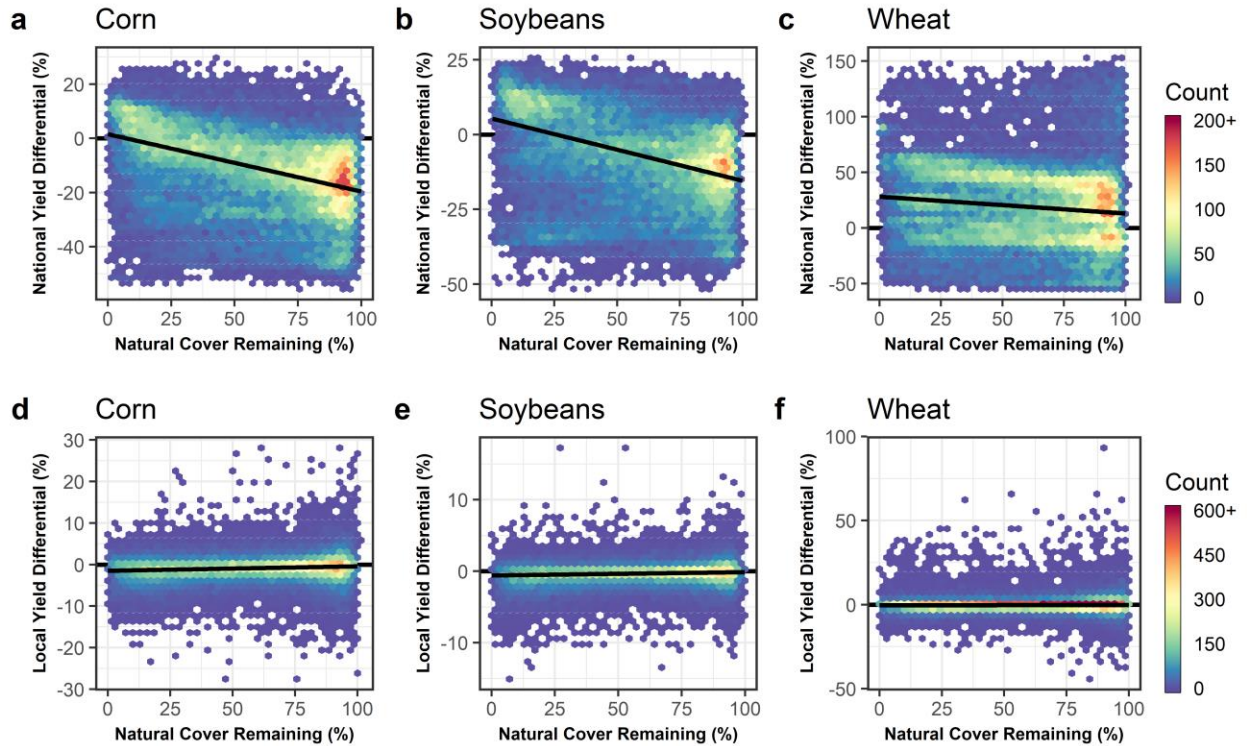 a Corn
b Soybeans
c Wheat
National Yield Differential (%)
20
0
-20
-40
0 25 50 75 100
Natural Cover Remaining (%)
National Yield Differential (%)
25
0
-25
-50
0 25 50 75 100
Natural Cover Remaining (%)
National Yield Differential (%)
150
100
50
0
-50
0 25 50 75 100
Natural Cover Remaining (%)
Count
200+
150
100
50
0
d Corn
e Soybeans
f Wheat
Local Yield Differential (%)
30
20
10
0
-10
-20
-30
0 25 50 75 100
Natural Cover Remaining (%)
Local Yield Differential (%)
10
0
-10
0 25 50 75 100
Natural Cover Remaining (%)
Local Yield Differential (%)
100
50
0
-50
0 25 50 75 100
Natural Cover Remaining (%)
Count
600+
450
300
150
0